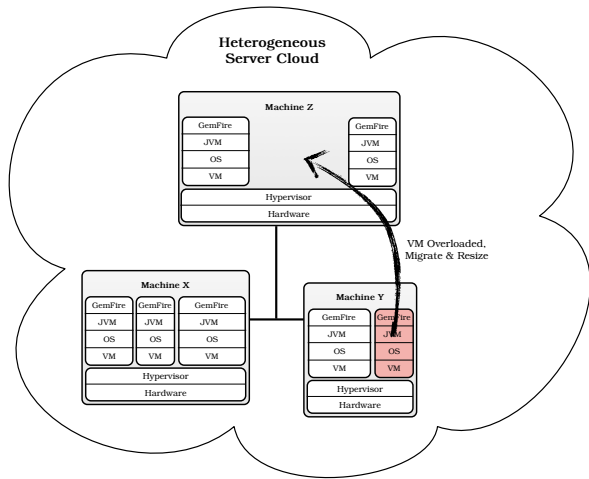 Heterogeneous
Server Cloud
Machine Z
GemFire
JVM
OS
VM
GemFire
JVM
OS
VM
Hypervisor
Hardware
VM Overloaded,
Migrate & Resize
Machine X
GemFire
JVM
OS
VM
GemFire
JVM
OS
VM
GemFire
JVM
OS
VM
Hypervisor
Hardware
Machine Y
GemFire
JVM
OS
VM
GemFire
JVM
OS
VM
Hypervisor
Hardware